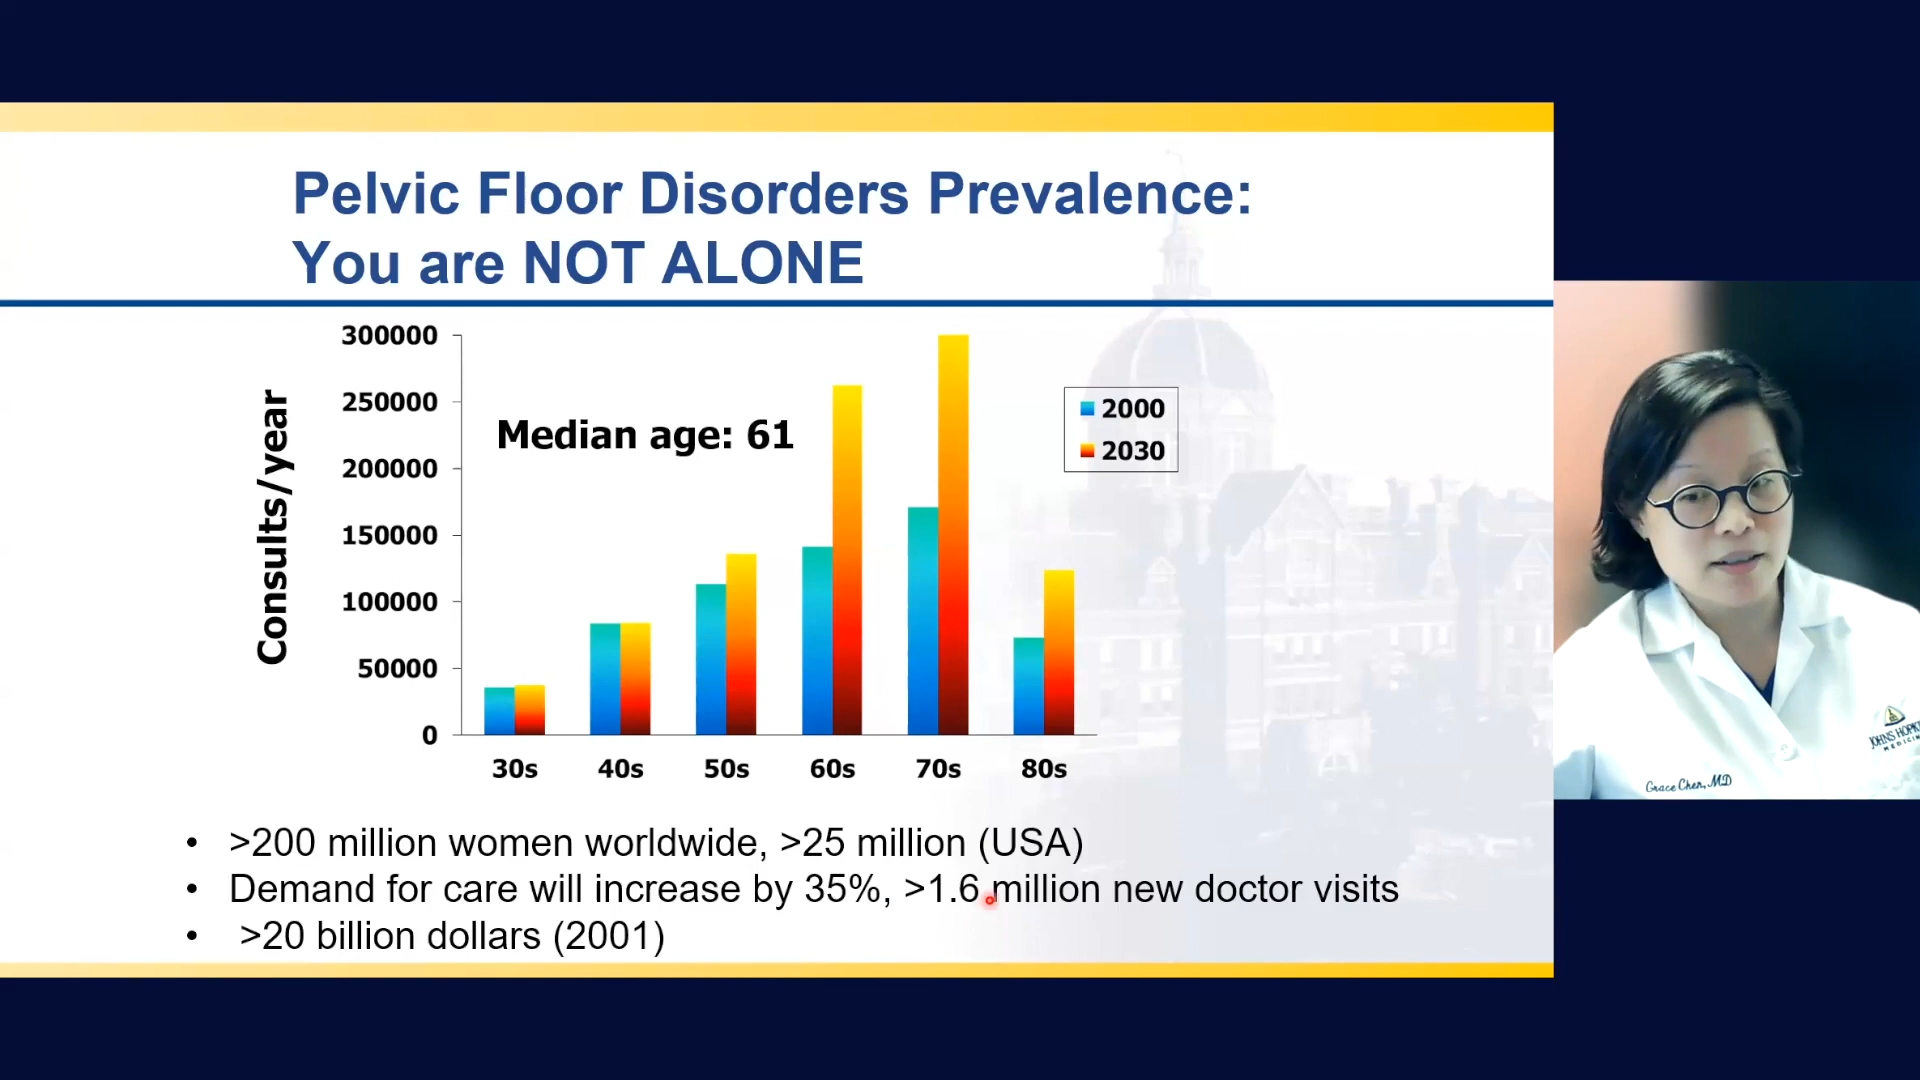 Pelvic Floor Disorders Prevalence:
You are NOT ALONE
Consults/year
300000
250000
200000
150000
100000
50000
0
Median age: 61
2000
2030
30s 40s 50s 60s 70s 80s
• >200 million women worldwide, >25 million (USA)
• Demand for care will increase by 35%, >1.6 million new doctor visits
• >20 billion dollars (2001)
Grace Chen, MD